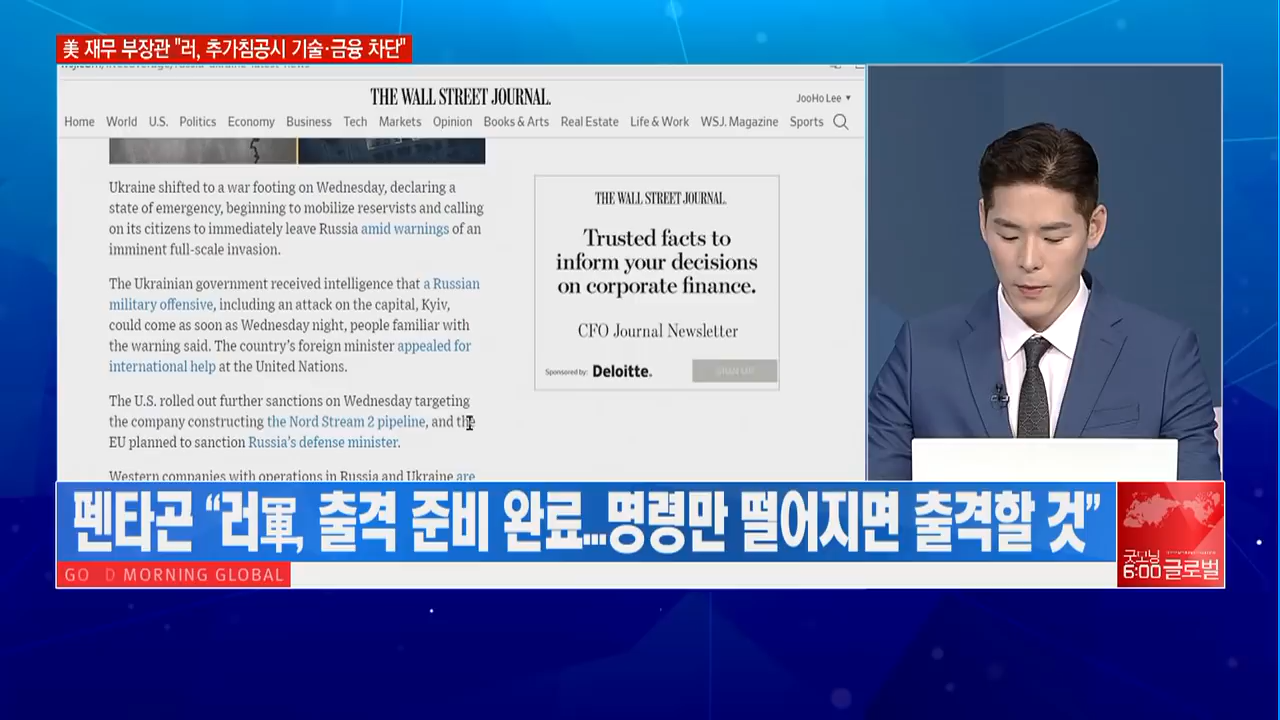 美 재무 부장관 "러, 추가침공시 기술·금융 차단"
THE WALL STREET JOURNAL.
JooHo Lee ▾
Home World U.S. Politics Economy Business Tech Markets Opinion Books & Arts Real Estate Life & Work WSJ. Magazine Sports
Ukraine shifted to a war footing on Wednesday, declaring a
state of emergency, beginning to mobilize reservists and calling
on its citizens to immediately leave Russia amid warnings of an
imminent full-scale invasion.
The Ukrainian government received intelligence that a Russian
military offensive, including an attack on the capital, Kyiv,
could come as soon as Wednesday night, people familiar with
the warning said. The country's foreign minister appealed for
international help at the United Nations.
The U.S. rolled out further sanctions on Wednesday targeting
the company constructing the Nord Stream 2 pipeline, and the
EU planned to sanction Russia's defense minister.
Western companies with operations in Russia and Ukraine are
THE WALL STREET JOURNAL.
Trusted facts to
inform your decisions
on corporate finance.
CFO Journal Newsletter
Sponsored by: Deloitte.
SIGN UP
펜타곤 “러軍, 출격 준비 완료...명령만 떨어지면 출격할 것”
GO D MORNING GLOBAL
굿모닝
6:00 글로벌